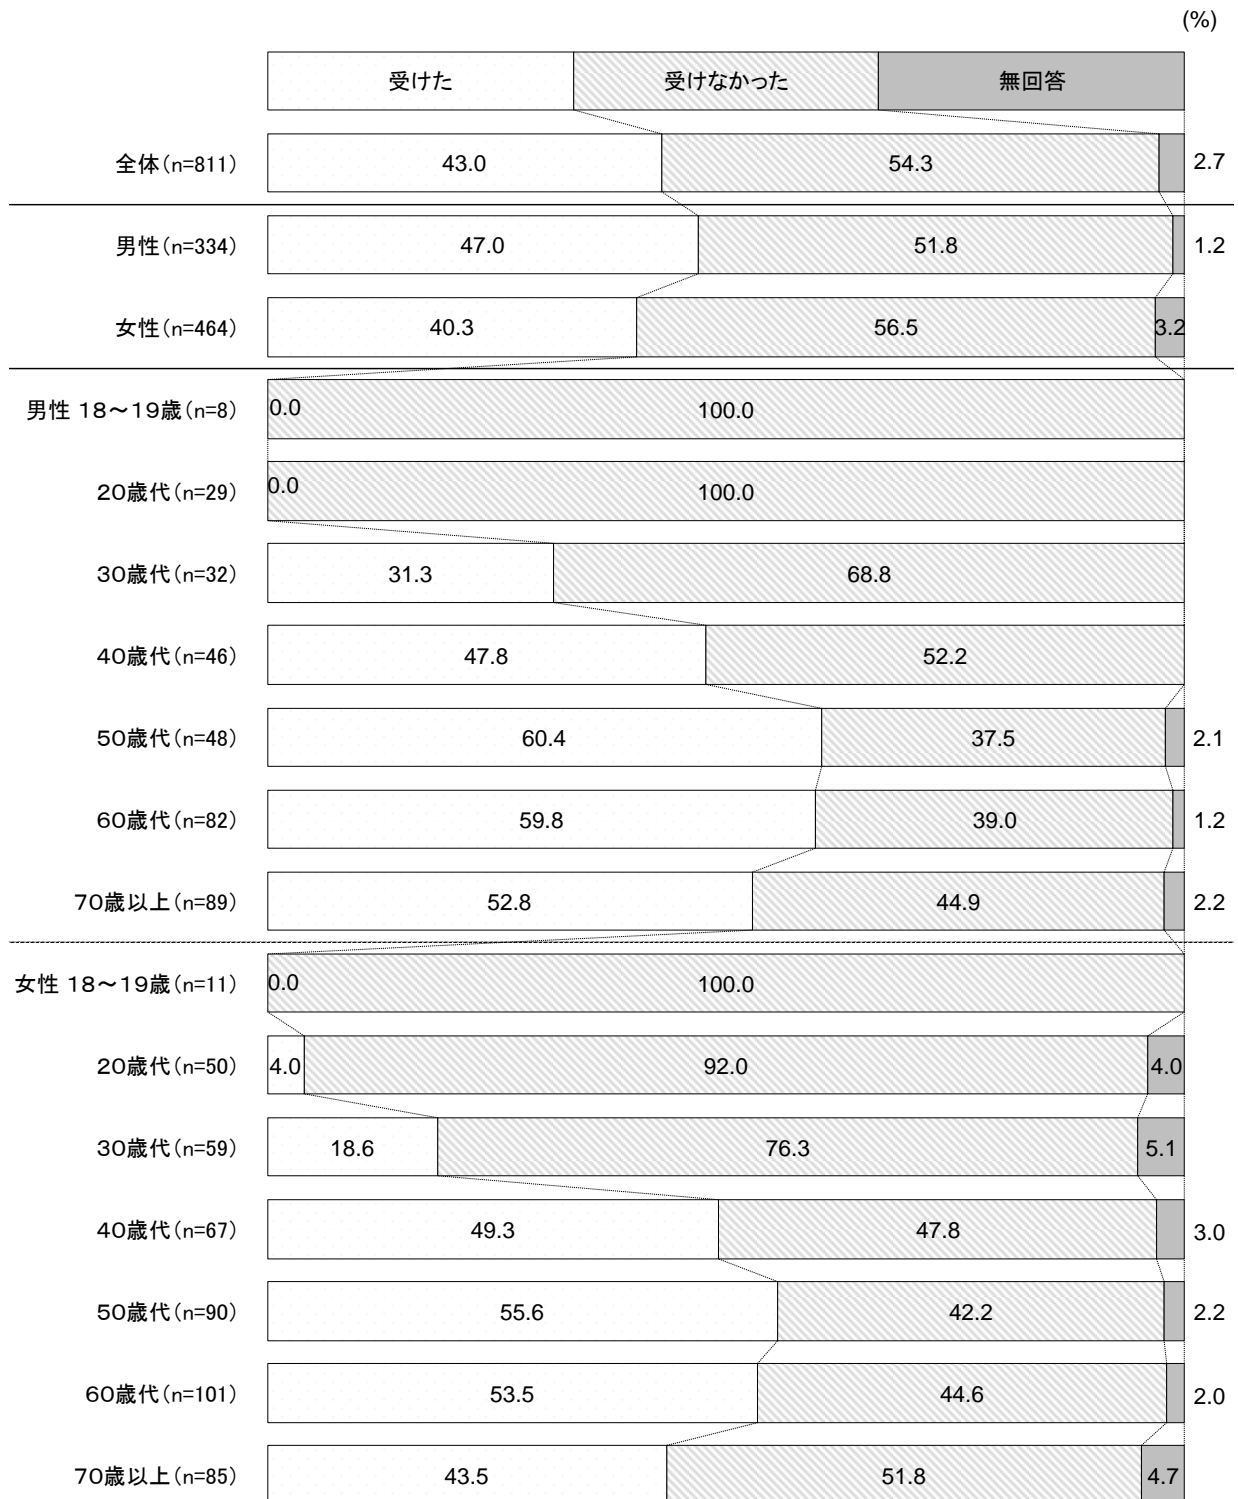 (%)
受けた 受けなかった 無回答
全体(n=811) 43.0 54.3 2.7
男性(n=334) 47.0 51.8 1.2
女性(n=464) 40.3 56.5 3.2
男性 18～19歳(n=8) 0.0 100.0
20歳代(n=29) 0.0 100.0
30歳代(n=32) 31.3 68.8
40歳代(n=46) 47.8 52.2
50歳代(n=48) 60.4 37.5 2.1
60歳代(n=82) 59.8 39.0 1.2
70歳以上(n=89) 52.8 44.9 2.2
女性 18～19歳(n=11) 0.0 100.0
20歳代(n=50) 4.0 92.0 4.0
30歳代(n=59) 18.6 76.3 5.1
40歳代(n=67) 49.3 47.8 3.0
50歳代(n=90) 55.6 42.2 2.2
60歳代(n=101) 53.5 44.6 2.0
70歳以上(n=85) 43.5 51.8 4.7